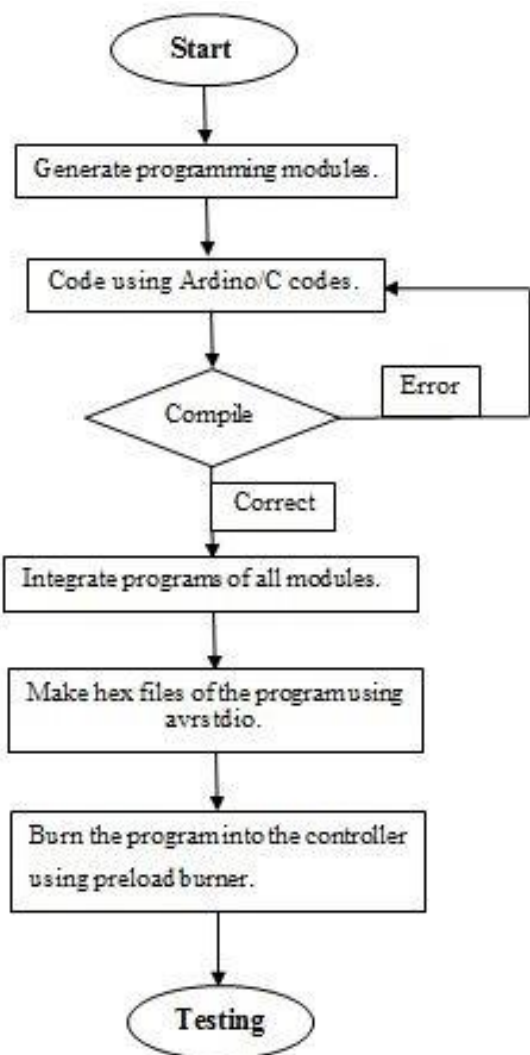 Start
Generate programming modules.
Code using Ardino/C codes.
Error
Compile
Correct
Integrate programs of all modules.
Make hex files of the program using
avrstdio.
Burn the program into the controller
using preload burner.
Testing